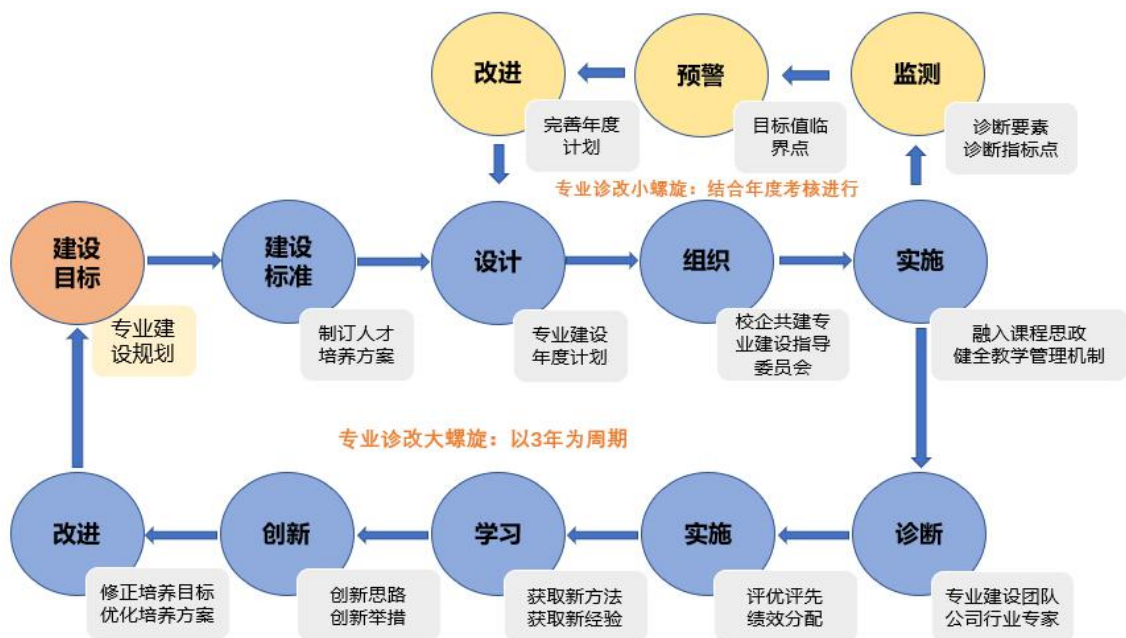 改进
预警
监测
完善年度
计划
目标值临
界点
诊断要素
诊断指标点
专业诊改小螺旋：结合年度考核进行
建设
目标
建设
标准
设计
组织
实施
专业建
设规划
制订人才
培养方案
专业建设
年度计划
校企共建专
业建设指导
委员会
融入课程思政
健全教学管理机制
专业诊改大螺旋：以3年为周期
改进
创新
学习
实施
诊断
修正培养目标
优化培养方案
创新思路
创新举措
获取新方法
获取新经验
评优评先
绩效分配
专业建设团队
公司行业专家